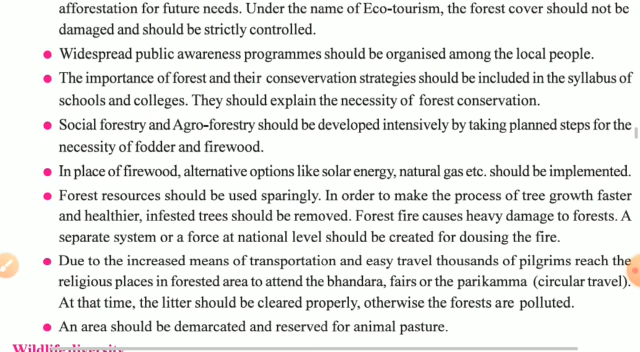 afforestation for future needs. Under the name of Eco-tourism, the forest cover should not be
damaged and should be strictly controlled.
● Widespread public awareness programmes should be organised among the local people.
● The importance of forest and their consevervation strategies should be included in the syllabus of
schools and colleges. They should explain the necessity of forest conservation.
● Social forestry and Agro-forestry should be developed intensively by taking planned steps for the
necessity of fodder and firewood.
● In place of firewood, alternative options like solar energy, natural gas etc. should be implemented.
● Forest resources should be used sparingly. In order to make the process of tree growth faster
and healthier, infested trees should be removed. Forest fire causes heavy damage to forests. A
separate system or a force at national level should be created for dousing the fire.
● Due to the increased means of transportation and easy travel thousands of pilgrims reach the
religious places in forested area to attend the bhandara, fairs or the parikamma (circular travel).
At that time, the litter should be cleared properly, otherwise the forests are polluted.
● An area should be demarcated and reserved for animal pasture.
Wildlife diversity